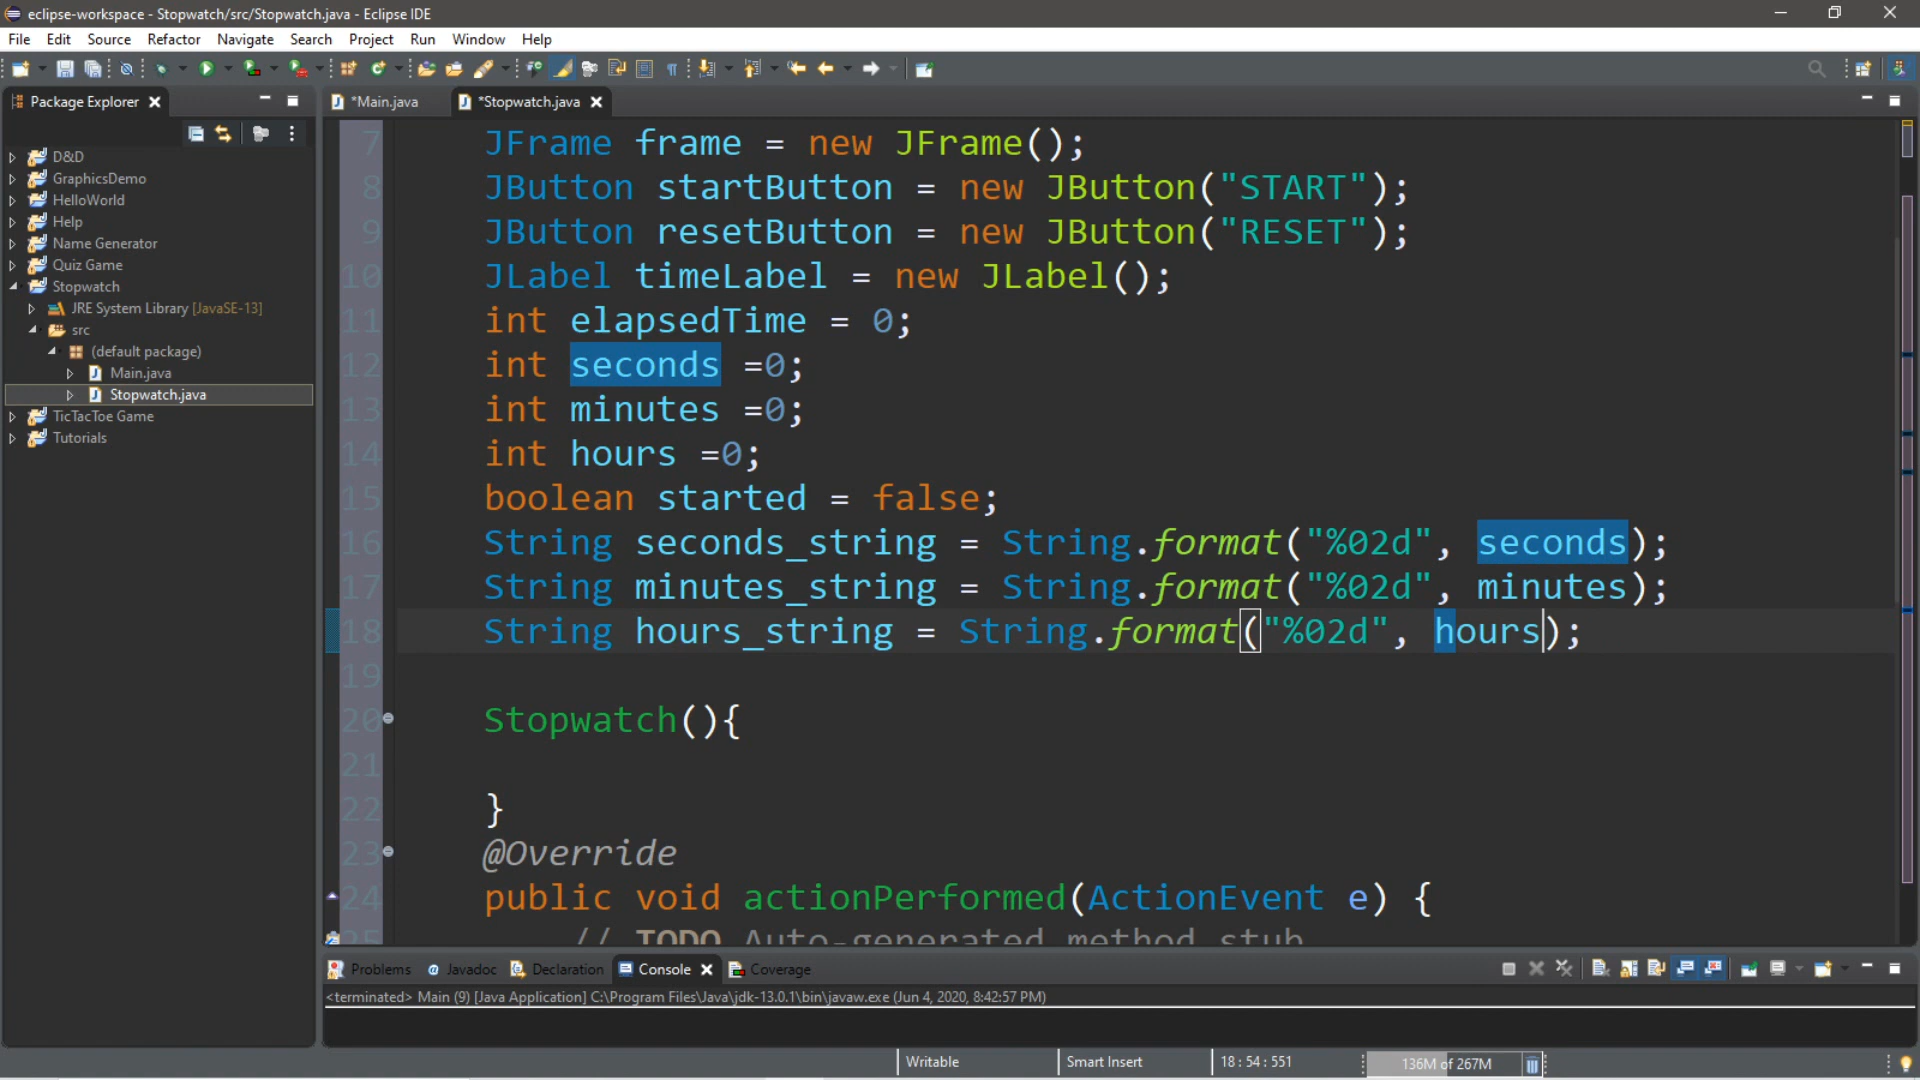 eclipse-workspace - Stopwatch/src/Stopwatch.java - Eclipse IDE
File Edit Source Refactor Navigate Search Project Run Window Help
Package Explorer
*Main.java
*Stopwatch.java
D&D
GraphicsDemo
HelloWorld
Help
Name Generator
Quiz Game
Stopwatch
JRE System Library [JavaSE-13]
src
(default package)
Main.java
Stopwatch.java
TicTacToe Game
Tutorials
7 JFrame frame = new JFrame();
8 JButton startButton = new JButton("START");
9 JButton resetButton = new JButton("RESET");
10 JLabel timeLabel = new JLabel();
11 int elapsedTime = 0;
12 int seconds =0;
13 int minutes =0;
14 int hours =0;
15 boolean started = false;
16 String seconds_string = String.format("%02d", seconds);
17 String minutes_string = String.format("%02d", minutes);
18 String hours_string = String.format("%02d", hours);
19
20 Stopwatch(){
21
22 }
23 @Override
24 public void actionPerformed(ActionEvent e) {
25 // TODO Auto-generated method stub
Problems Javadoc Declaration Console Coverage
<terminated> Main (9) [Java Application] C:\Program Files\Java\jdk-13.0.1\bin\javaw.exe (Jun 4, 2020, 8:42:57 PM)
Writable Smart Insert 18 : 54 : 551 136M of 267M